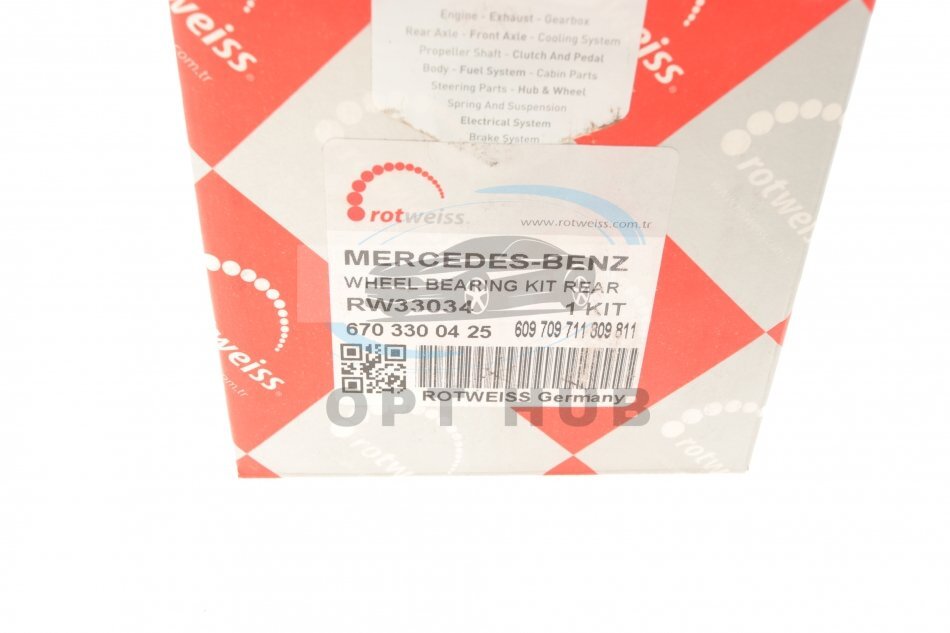 Engine - Exhaust - Gearbox
Rear Axle - Front Axle - Cooling System
Propeller Shaft - Clutch And Pedal
Body - Fuel System - Cabin Parts
Steering Parts - Hub & Wheel
Spring And Suspension
Electrical System
Brake System
weiss®
.com.tr
rotweiss
www.rotweiss.com.tr
MERCEDES-BENZ
WHEEL BEARING KIT REAR
RW33034 1 KIT
670 330 04 25 609 709 711 809 811
ROTWEISS Germany
OPT HUB
rotweiss
rotweiss®
rotweiss
rotweiss